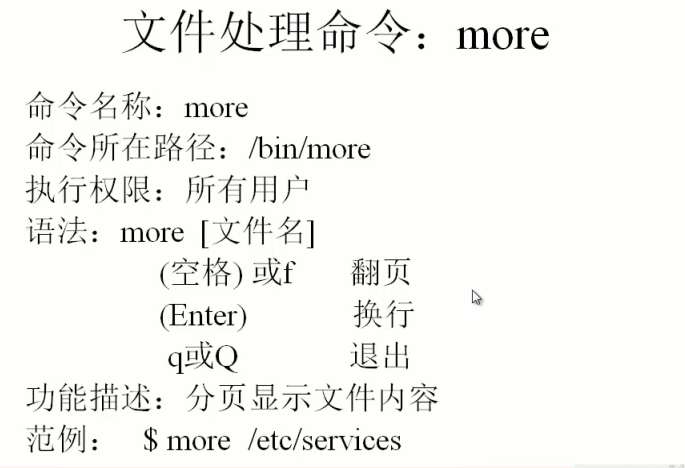 文件处理命令：more
命令名称：more
命令所在路径：/bin/more
执行权限：所有用户
语法：more [文件名]
(空格) 或f 翻页
(Enter) 换行
q或Q 退出
功能描述：分页显示文件内容
范例： $ more /etc/services